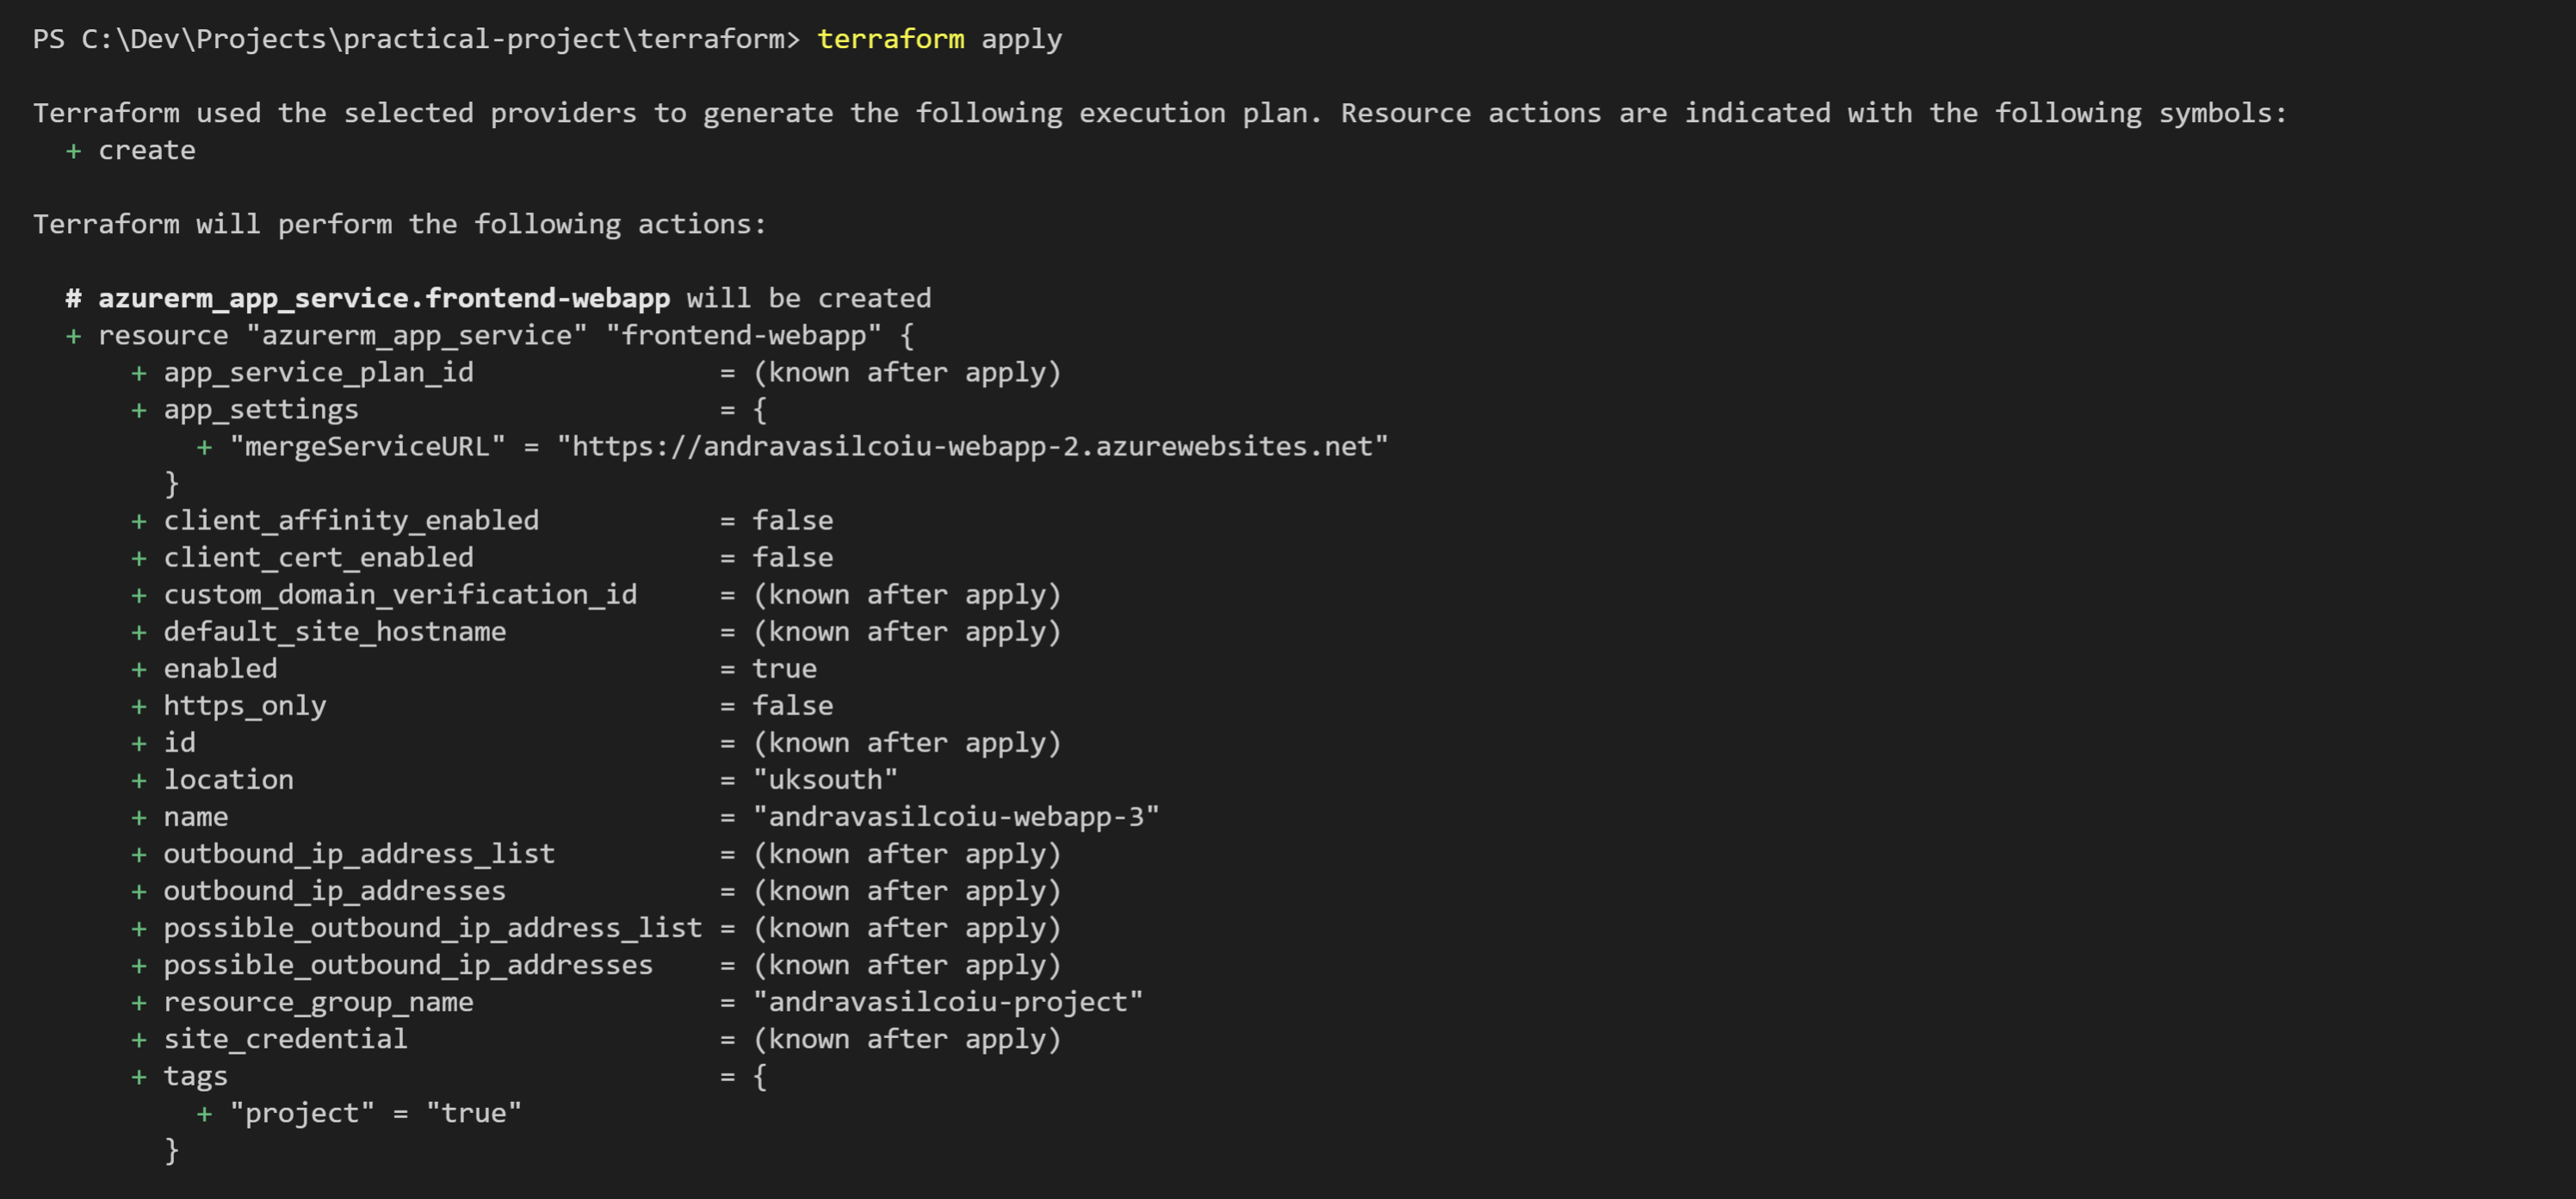 PS C:\Dev\Projects\practical-project\terraform> terraform apply

Terraform used the selected providers to generate the following execution plan. Resource actions are indicated with the following symbols:
  + create

Terraform will perform the following actions:

  # azurerm_app_service.frontend-webapp will be created
  + resource "azurerm_app_service" "frontend-webapp" {
      + app_service_plan_id               = (known after apply)
      + app_settings                      = {
          + "mergeServiceURL" = "https://andravasilcoiu-webapp-2.azurewebsites.net"
        }
      + client_affinity_enabled           = false
      + client_cert_enabled               = false
      + custom_domain_verification_id     = (known after apply)
      + default_site_hostname             = (known after apply)
      + enabled                           = true
      + https_only                        = false
      + id                                = (known after apply)
      + location                          = "uksouth"
      + name                              = "andravasilcoiu-webapp-3"
      + outbound_ip_address_list          = (known after apply)
      + outbound_ip_addresses             = (known after apply)
      + possible_outbound_ip_address_list = (known after apply)
      + possible_outbound_ip_addresses    = (known after apply)
      + resource_group_name               = "andravasilcoiu-project"
      + site_credential                   = (known after apply)
      + tags                              = {
          + "project" = "true"
        }